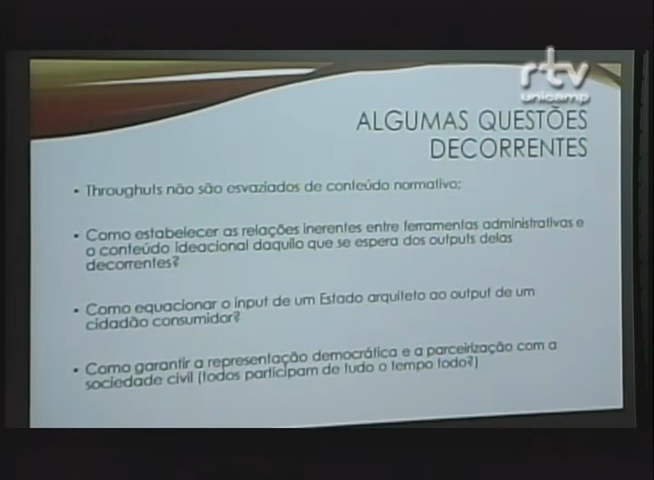 rtv
unicamp
ALGUMAS QUESTÕES
DECORRENTES
• Throughuts não são esvaziados de conteúdo normativo;
• Como estabelecer as relações inerentes entre ferramentas administrativas e
o conteúdo ideacional daquilo que se espera dos outputs delas
decorrentes?
• Como equacionar o input de um Estado arquiteto ao output de um
cidadão consumidor?
• Como garantir a representação democrática e a parceirização com a
sociedade civil (todos participam de tudo o tempo todo?)